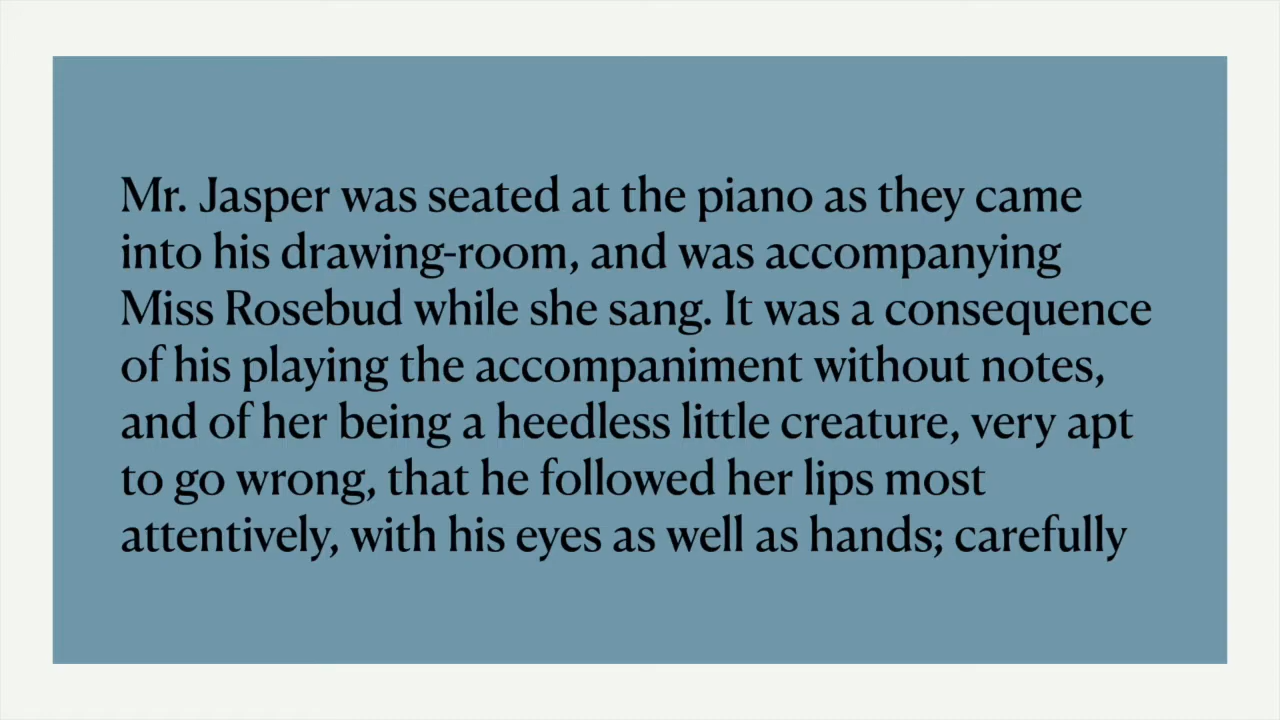 Mr. Jasper was seated at the piano as they came
into his drawing-room, and was accompanying
Miss Rosebud while she sang. It was a consequence
of his playing the accompaniment without notes,
and of her being a heedless little creature, very apt
to go wrong, that he followed her lips most
attentively, with his eyes as well as hands; carefully